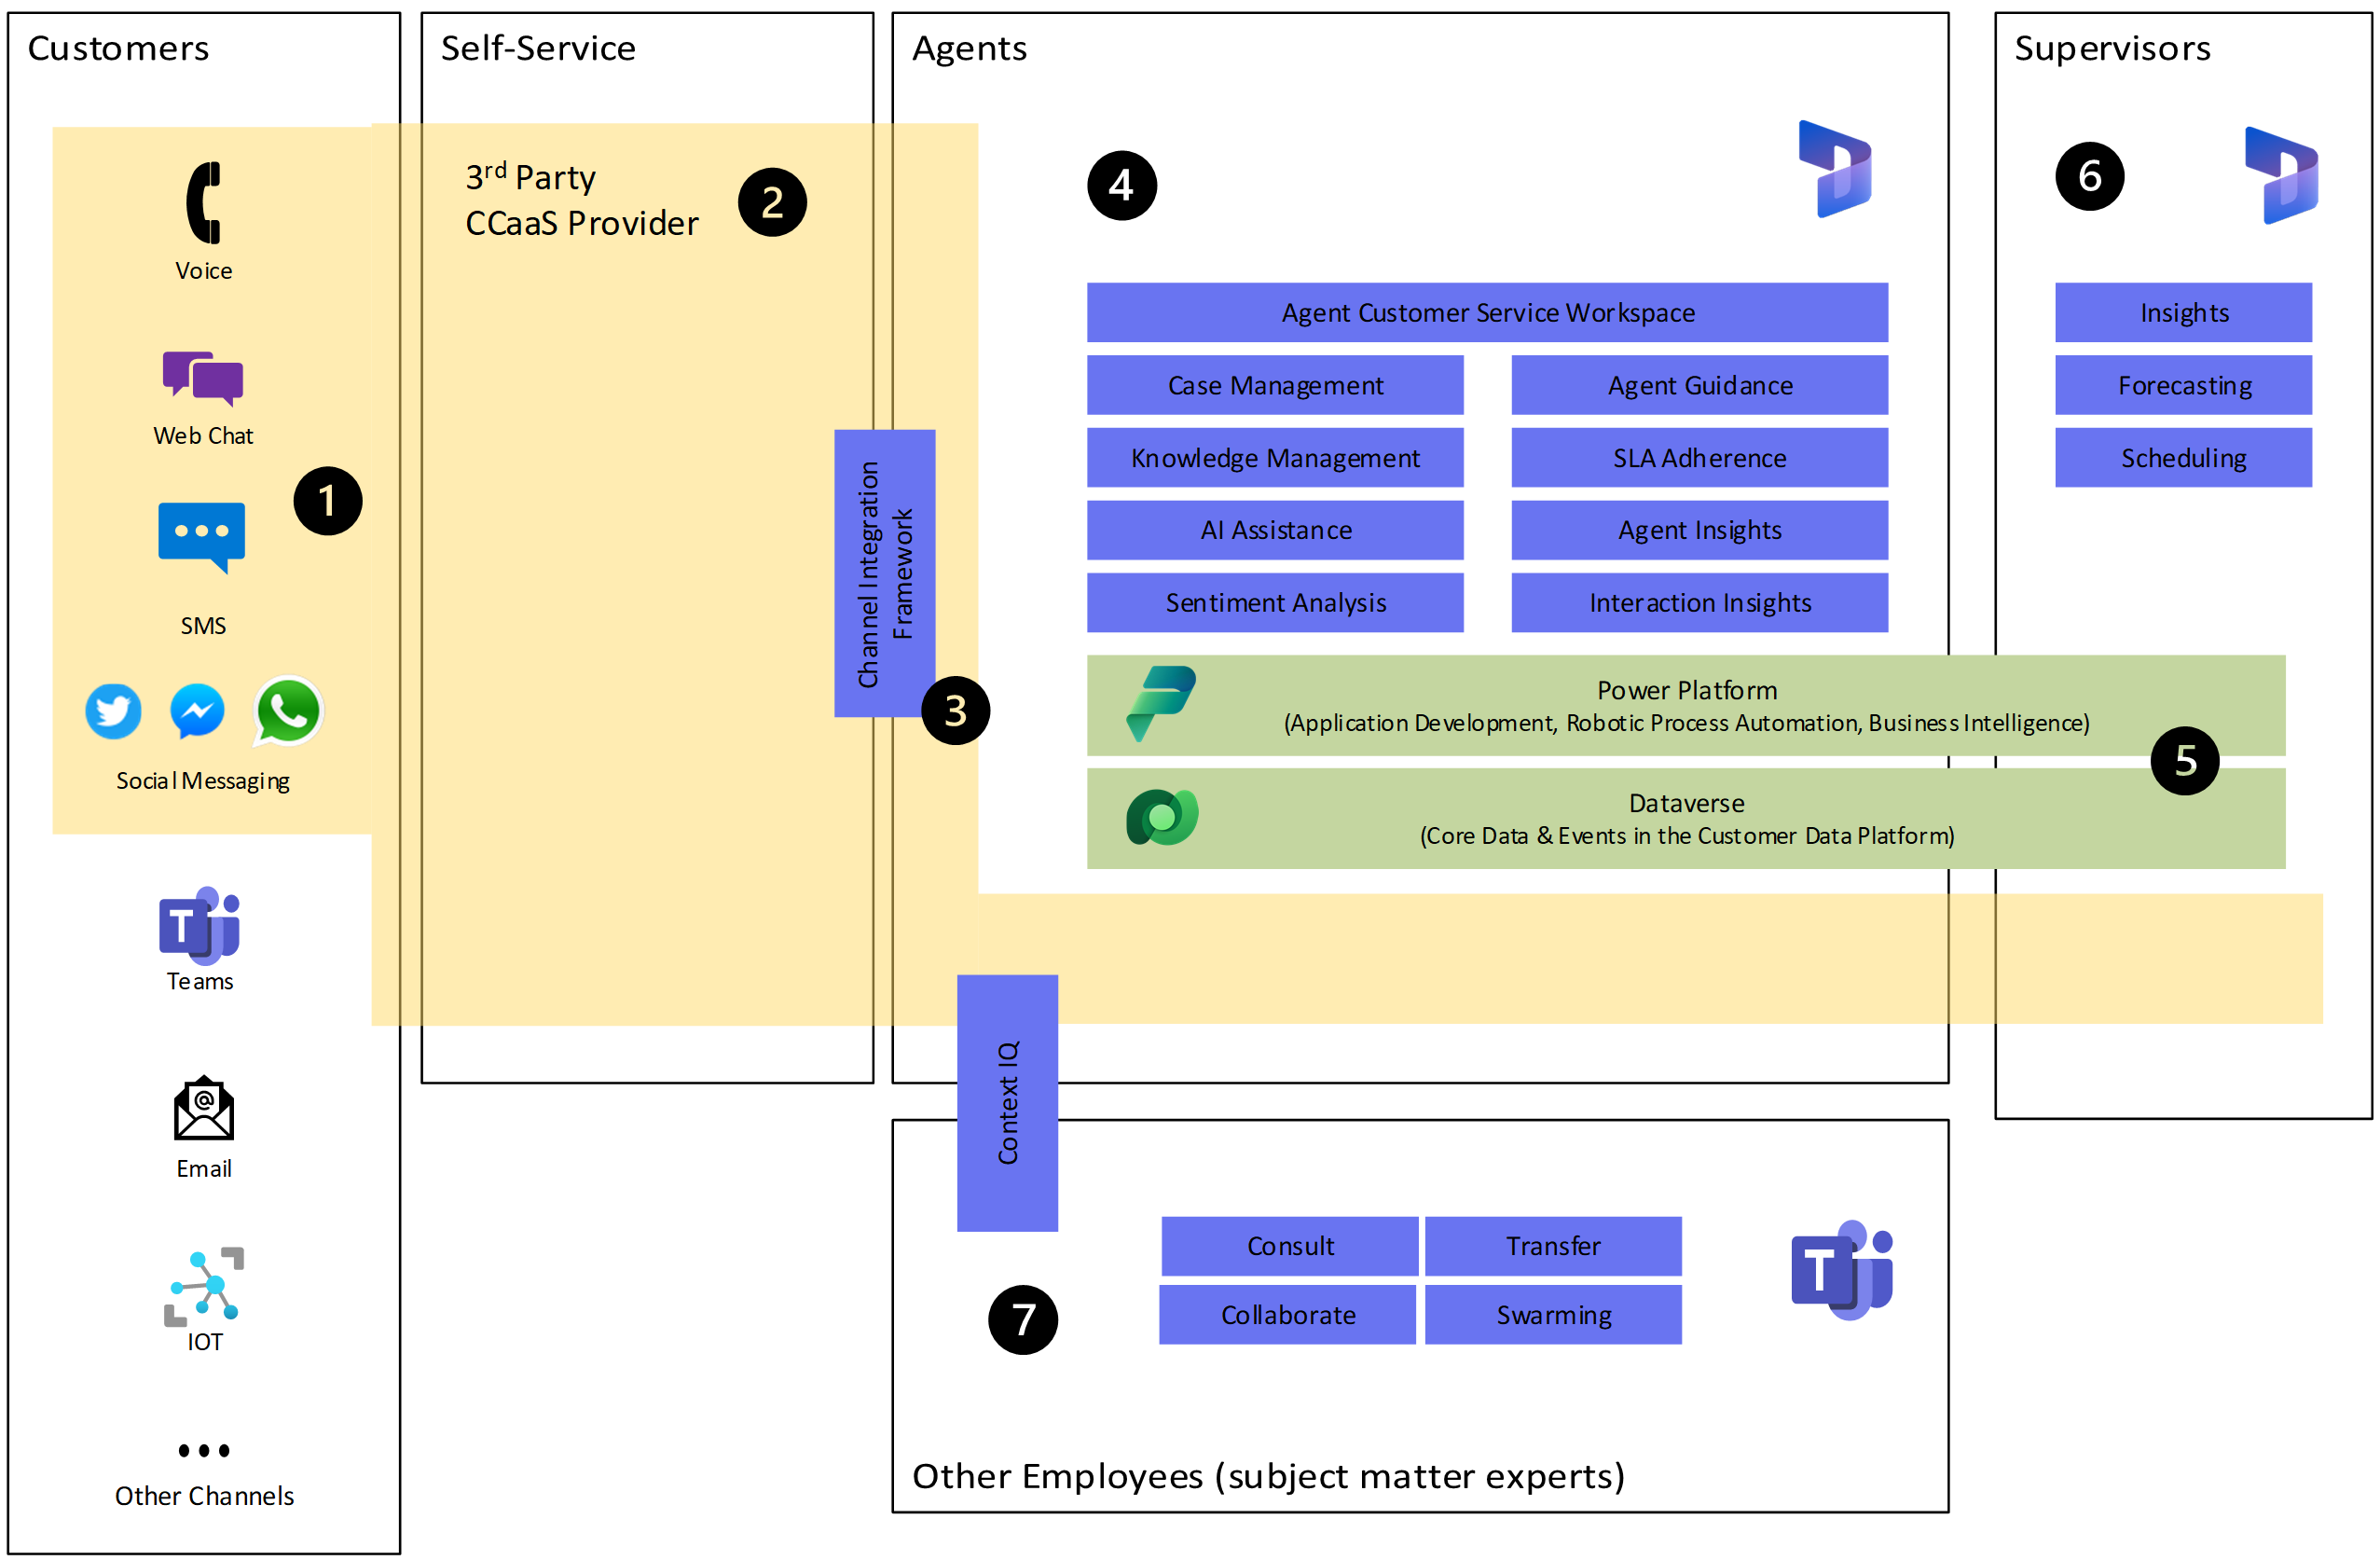 Customers
Voice
Web Chat
1
SMS
Social Messaging
T
Teams
@
Email
IOT
Other Channels
Self-Service
3rd Party
CCaaS Provider
2
Channel Integration
Framework
3
Agents
4
Agent Customer Service Workspace
Case Management
Agent Guidance
Knowledge Management
SLA Adherence
AI Assistance
Agent Insights
Sentiment Analysis
Interaction Insights
Power Platform
(Application Development, Robotic Process Automation, Business Intelligence)
5
Dataverse
(Core Data & Events in the Customer Data Platform)
Supervisors
6
Insights
Forecasting
Scheduling
Context IQ
7
Consult
Transfer
Collaborate
Swarming
T
Other Employees (subject matter experts)